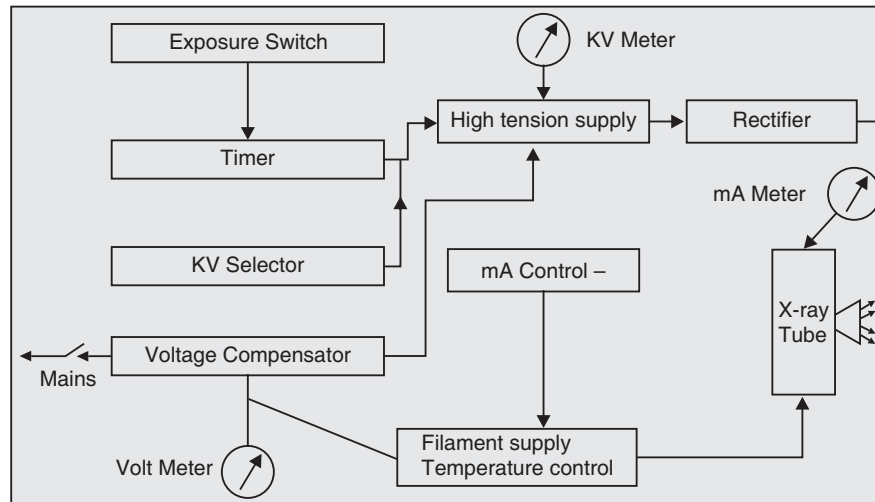 Exposure Switch
KV Meter
High tension supply
Rectifier
Timer
mA Meter
KV Selector
mA Control –
X-ray
Tube
Voltage Compensator
Mains
Filament supply
Temperature control
Volt Meter